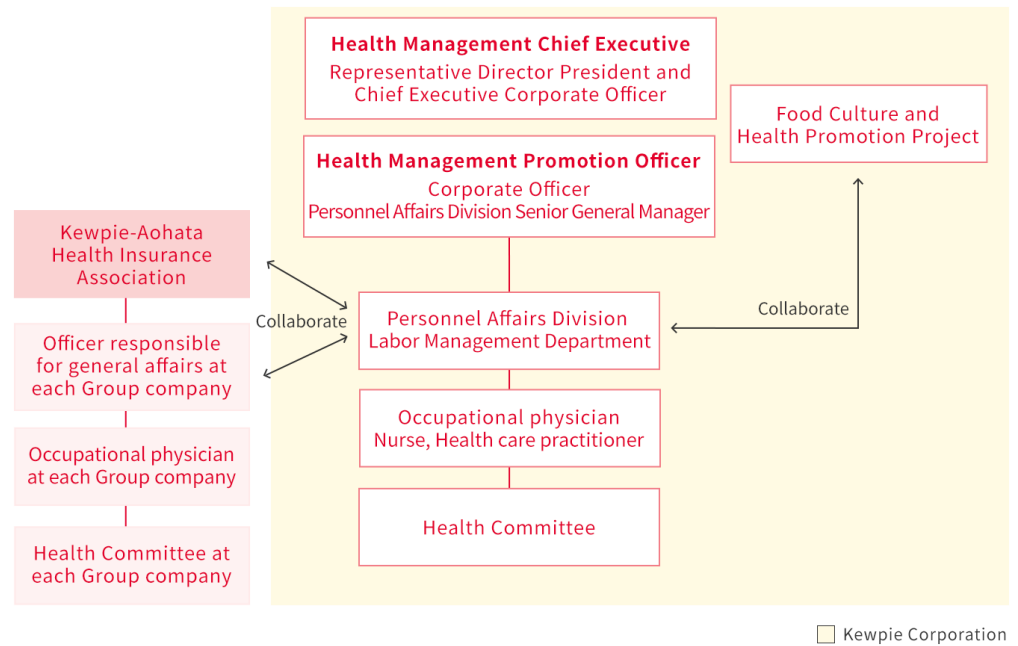 Health Management Chief Executive
Representative Director President and
Chief Executive Corporate Officer
Food Culture and
Health Promotion Project
Health Management Promotion Officer
Corporate Officer
Personnel Affairs Division Senior General Manager
Kewpie-Aohata
Health Insurance
Association
Collaborate
Collaborate
Personnel Affairs Division
Labor Management Department
Officer responsible
for general affairs at
each Group company
Occupational physician
Nurse, Health care practitioner
Occupational physician
at each Group company
Health Committee
Health Committee at
each Group company
Kewpie Corporation